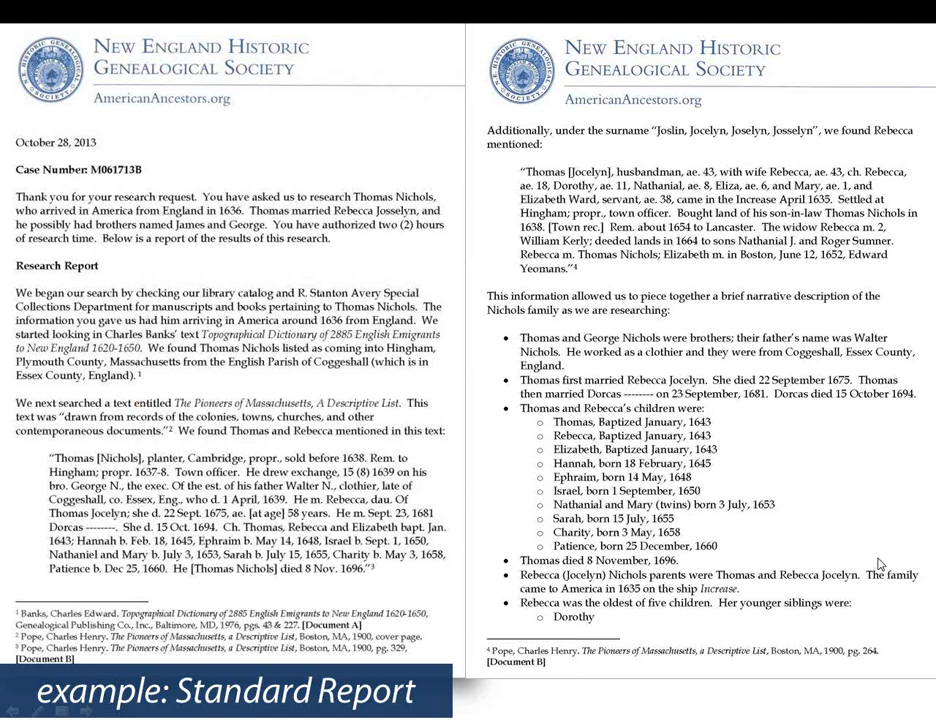 NEW ENGLAND HISTORIC
GENEALOGICAL SOCIETY
AmericanAncestors.org
October 28, 2013
Case Number: M061713B
Thank you for your research request. You have asked us to research Thomas Nichols,
who arrived in America from England in 1636. Thomas married Rebecca Josselyn, and
he possibly had brothers named James and George. You have authorized two (2) hours
of research time. Below is a report of the results of this research.
Research Report
We began our search by checking our library catalog and R. Stanton Avery Special
Collections Department for manuscripts and books pertaining to Thomas Nichols. The
information you gave us had him arriving in America around 1636 from England. We
started looking in Charles Banks' text Topographical Dictionary of 2885 English Emigrants
to New England 1620-1650. We found Thomas Nichols listed as coming into Hingham,
Plymouth County, Massachusetts from the English Parish of Coggeshall (which is in
Essex County, England). 1
We next searched a text entitled The Pioneers of Massachusetts, A Descriptive List. This
text was "drawn from records of the colonies, towns, churches, and other
contemporaneous documents."2 We found Thomas and Rebecca mentioned in this text:
"Thomas [Nichols], planter, Cambridge, propr., sold before 1638. Rem. to
Hingham; propr. 1637-8. Town officer. He drew exchange, 15 (8) 1639 on his
bro. George N., the exec. Of the est. of his father Walter N., clothier, late of
Coggeshall, co. Essex, Eng., who d. 1 April, 1639. He m. Rebecca, dau. Of
Thomas Jocelyn; she d. 22 Sept. 1675, ae. [at age] 58 years. He m. Sept. 23, 1681
Dorcas --------. She d. 15 Oct. 1694. Ch. Thomas, Rebecca and Elizabeth bapt. Jan.
1643; Hannah b. Feb. 18, 1645, Ephraim b. May 14, 1648, Israel b. Sept. 1, 1650,
Nathaniel and Mary b. July 3, 1653, Sarah b. July 15, 1655, Charity b. May 3, 1658,
Patience b. Dec 25, 1660. He [Thomas Nichols] died 8 Nov. 1696."3
1 Banks, Charles Edward. Topographical Dictionary of 2885 English Emigrants to New England 1620-1650,
Genealogical Publishing Co., Inc., Baltimore, MD, 1976, pgs. 43 & 227. [Document A]
2 Pope, Charles Henry. The Pioneers of Massachusetts, a Descriptive List, Boston, MA, 1900, cover page.
3 Pope, Charles Henry. The Pioneers of Massachusetts, a Descriptive List, Boston, MA, 1900, pg. 329,
[Document B]
example: Standard Report
NEW ENGLAND HISTORIC
GENEALOGICAL SOCIETY
AmericanAncestors.org
Additionally, under the surname "Joslin, Jocelyn, Joselyn, Josselyn", we found Rebecca
mentioned:
"Thomas [Jocelyn], husbandman, ae. 43, with wife Rebecca, ae. 43, ch. Rebecca,
ae. 18, Dorothy, ae. 11, Nathanial, ae. 8, Eliza, ae. 6, and Mary, ae. 1, and
Elizabeth Ward, servant, ae. 38, came in the Increase April 1635. Settled at
Hingham; propr., town officer. Bought land of his son-in-law Thomas Nichols in
1638. [Town rec.] Rem. about 1654 to Lancaster. The widow Rebecca m. 2,
William Kerly; deeded lands in 1664 to sons Nathanial J. and Roger Sumner.
Rebecca m. Thomas Nichols; Elizabeth m. in Boston, June 12, 1652, Edward
Yeomans."4
This information allowed us to piece together a brief narrative description of the
Nichols family as we are researching:
• Thomas and George Nichols were brothers; their father's name was Walter
Nichols. He worked as a clothier and they were from Coggeshall, Essex County,
England.
• Thomas first married Rebecca Jocelyn. She died 22 September 1675. Thomas
then married Dorcas -------- on 23 September, 1681. Dorcas died 15 October 1694.
• Thomas and Rebecca's children were:
o Thomas, Baptized January, 1643
o Rebecca, Baptized January, 1643
o Elizabeth, Baptized January, 1643
o Hannah, born 18 February, 1645
o Ephraim, born 14 May, 1648
o Israel, born 1 September, 1650
o Nathanial and Mary (twins) born 3 July, 1653
o Sarah, born 15 July, 1655
o Charity, born 3 May, 1658
o Patience, born 25 December, 1660
• Thomas died 8 November, 1696.
• Rebecca (Jocelyn) Nichols parents were Thomas and Rebecca Jocelyn. The family
came to America in 1635 on the ship Increase.
• Rebecca was the oldest of five children. Her younger siblings were:
o Dorothy
4 Pope, Charles Henry. The Pioneers of Massachusetts, a Descriptive List, Boston, MA, 1900, pg. 264.
[Document B]